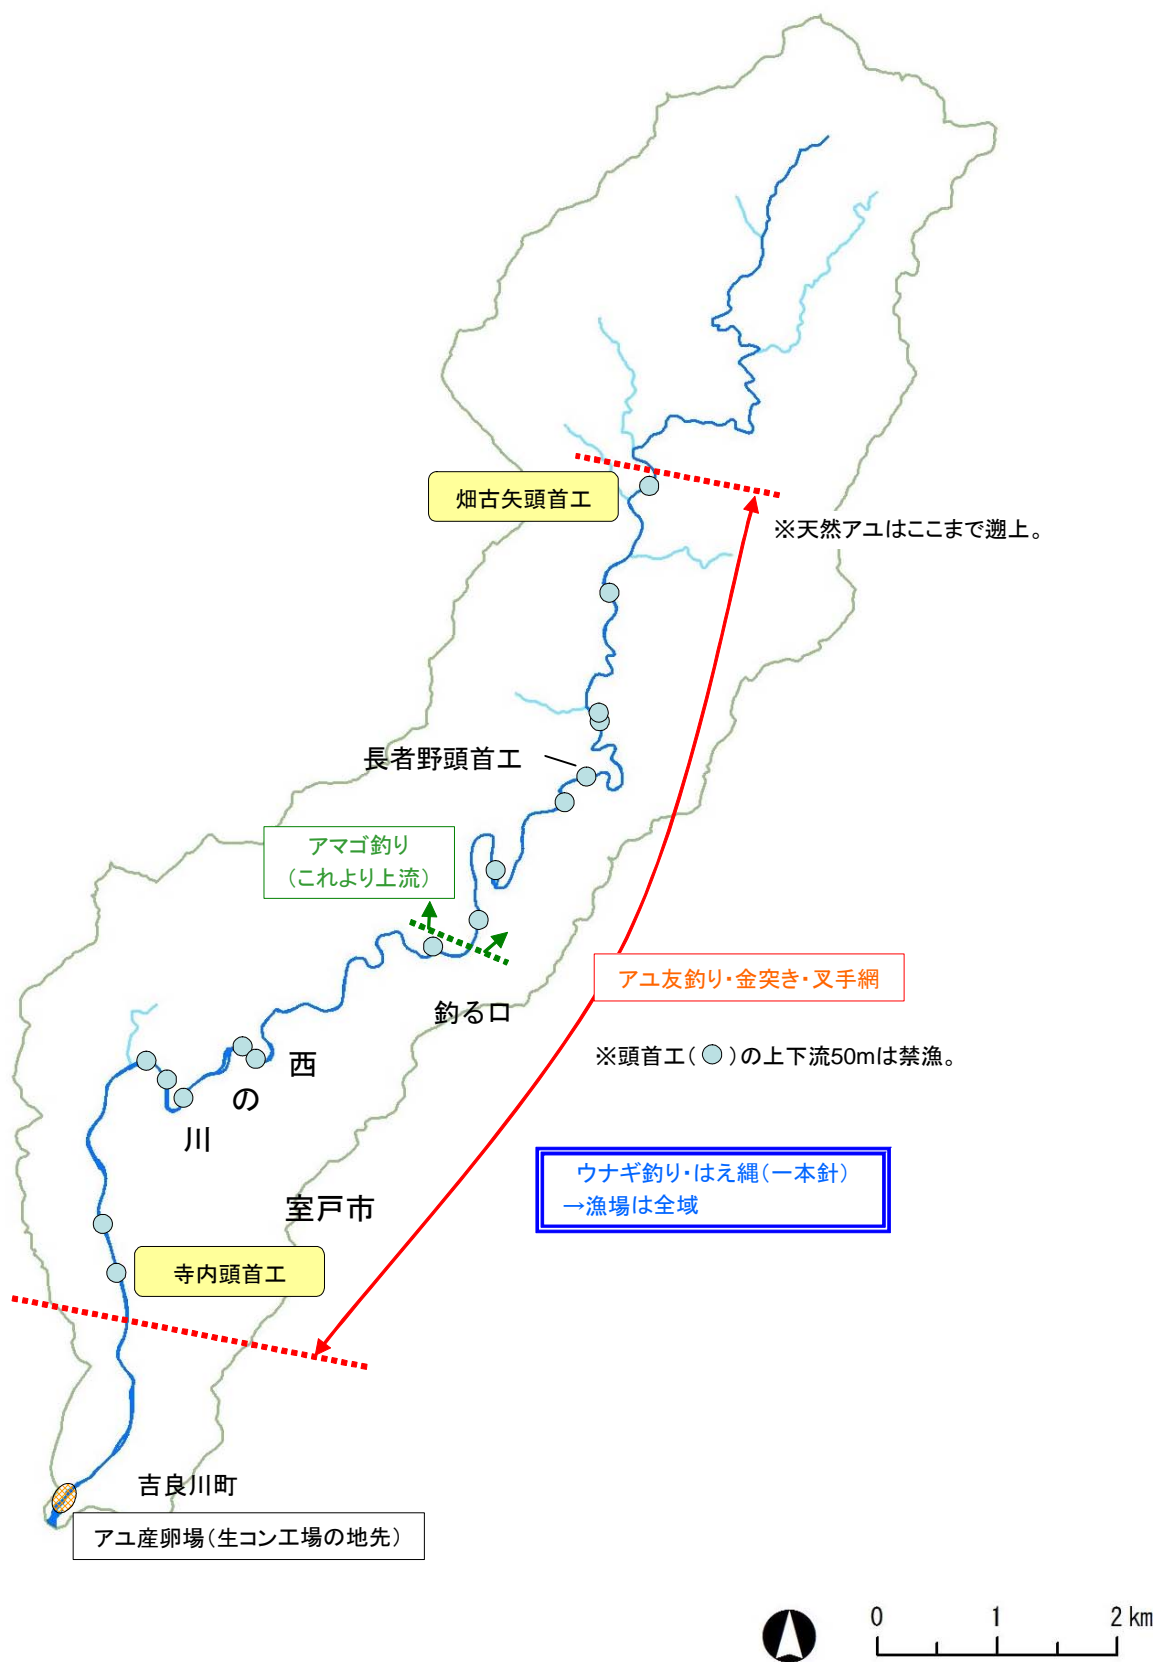 畑古矢頭首工
※天然アユはここまで遡上。
長者野頭首工
アマゴ釣り
(これより上流)
アユ友釣り・金突き・叉手網
釣る口
※頭首工( )の上下流50mは禁漁。
西
の
川
ウナギ釣り・はえ縄(一本針)
→漁場は全域
室戸市
寺内頭首工
吉良川町
アユ産卵場(生コン工場の地先)
0 1 2 km